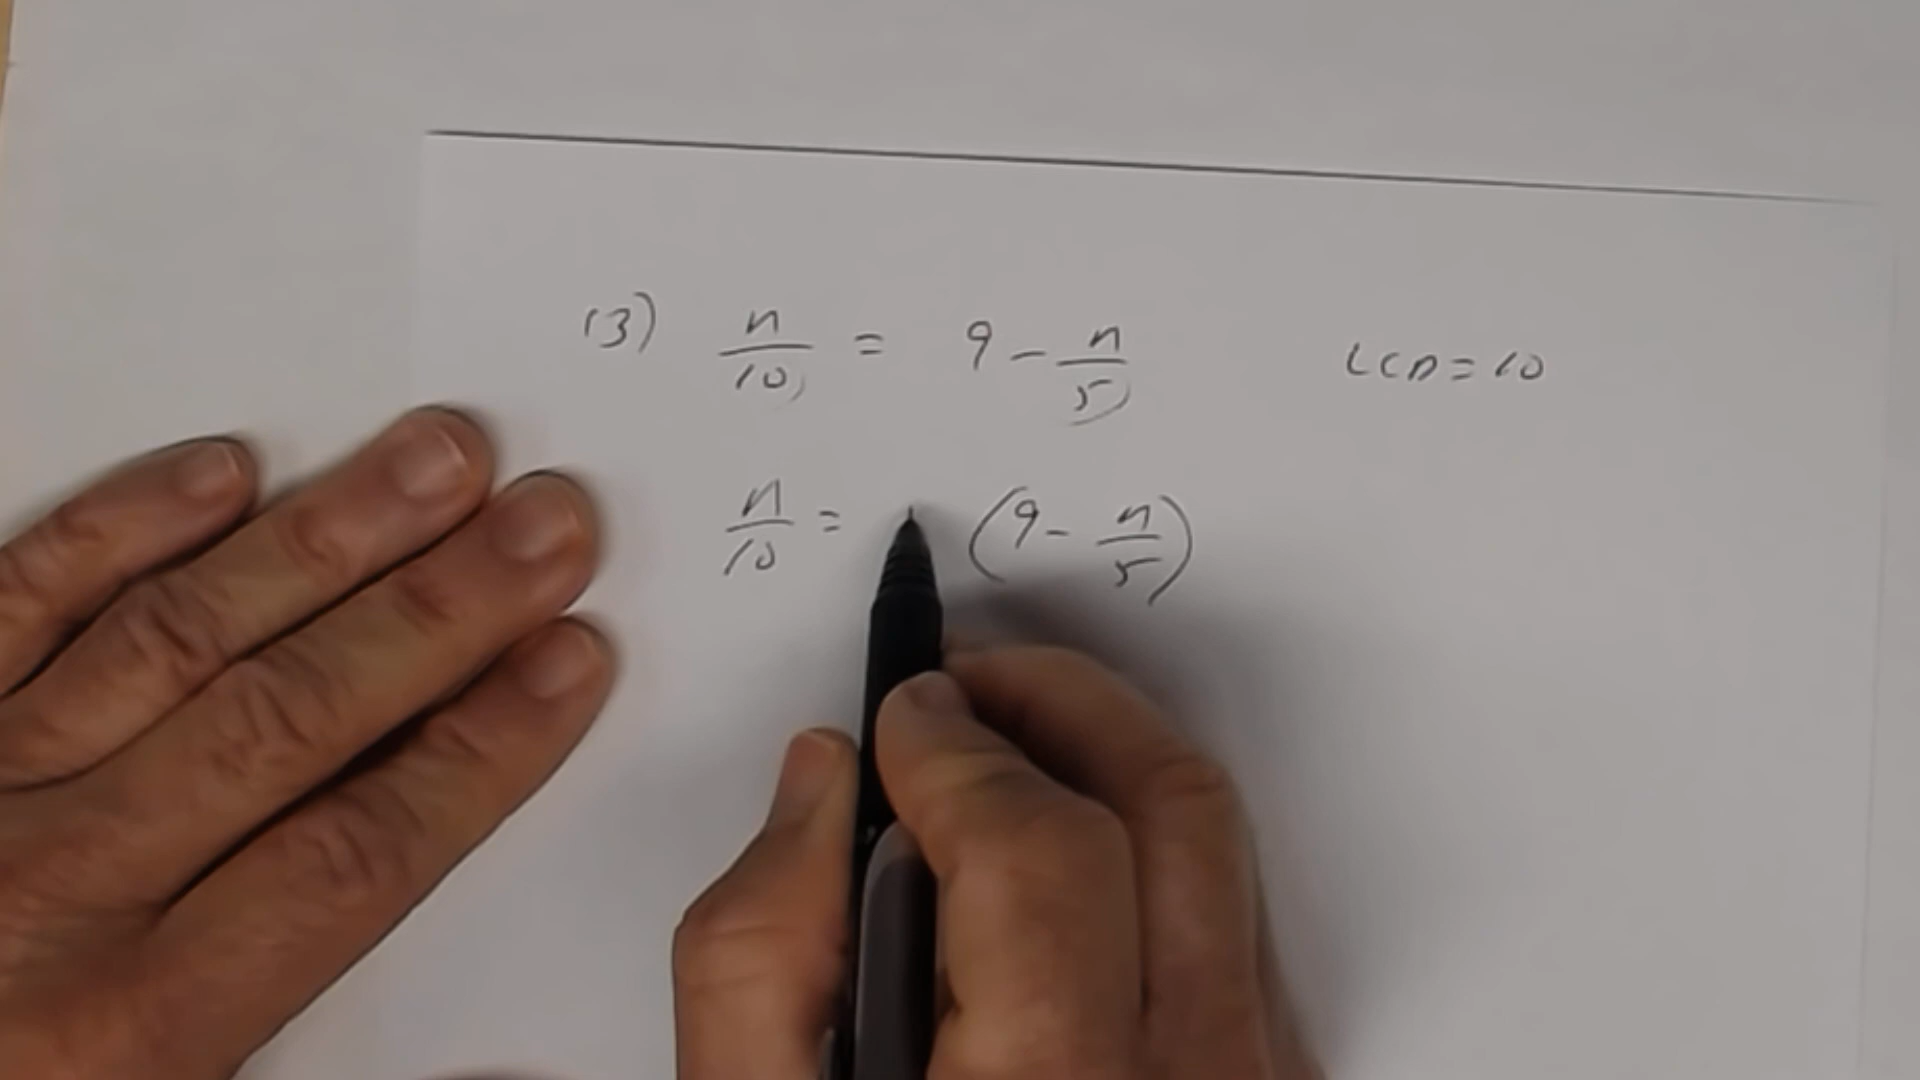 13) n/10 = 9 - n/5 LCD = 10
n/10 = (9 - n/5)